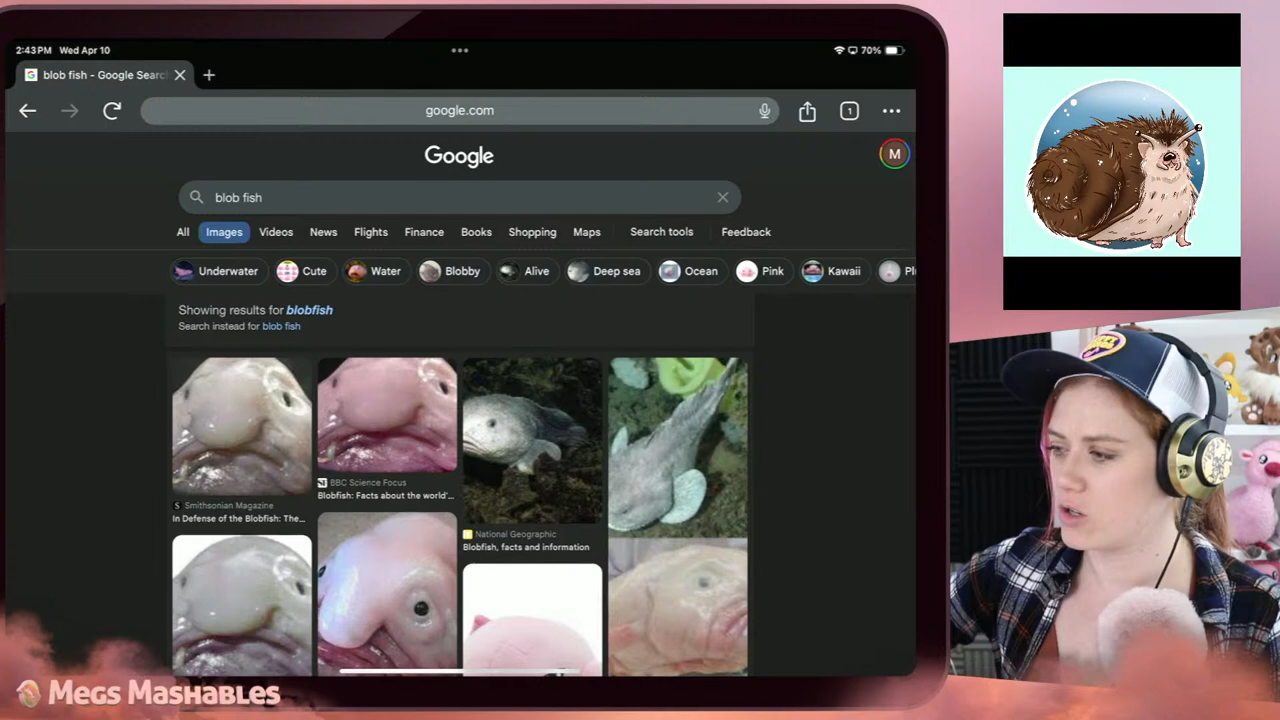 2:43 PM Wed Apr 10
70%
blob fish - Google Searc
google.com
1
Google
M
blob fish
All Images Videos News Flights Finance Books Shopping Maps Search tools Feedback
Underwater Cute Water Blobby Alive Deep sea Ocean Pink Kawaii
Showing results for blobfish
Search instead for blob fish
Smithsonian Magazine
In Defense of the Blobfish: The...
BBC Science Focus
Blobfish: Facts about the world'...
National Geographic
Blobfish, facts and information
MEGS MASHABLES